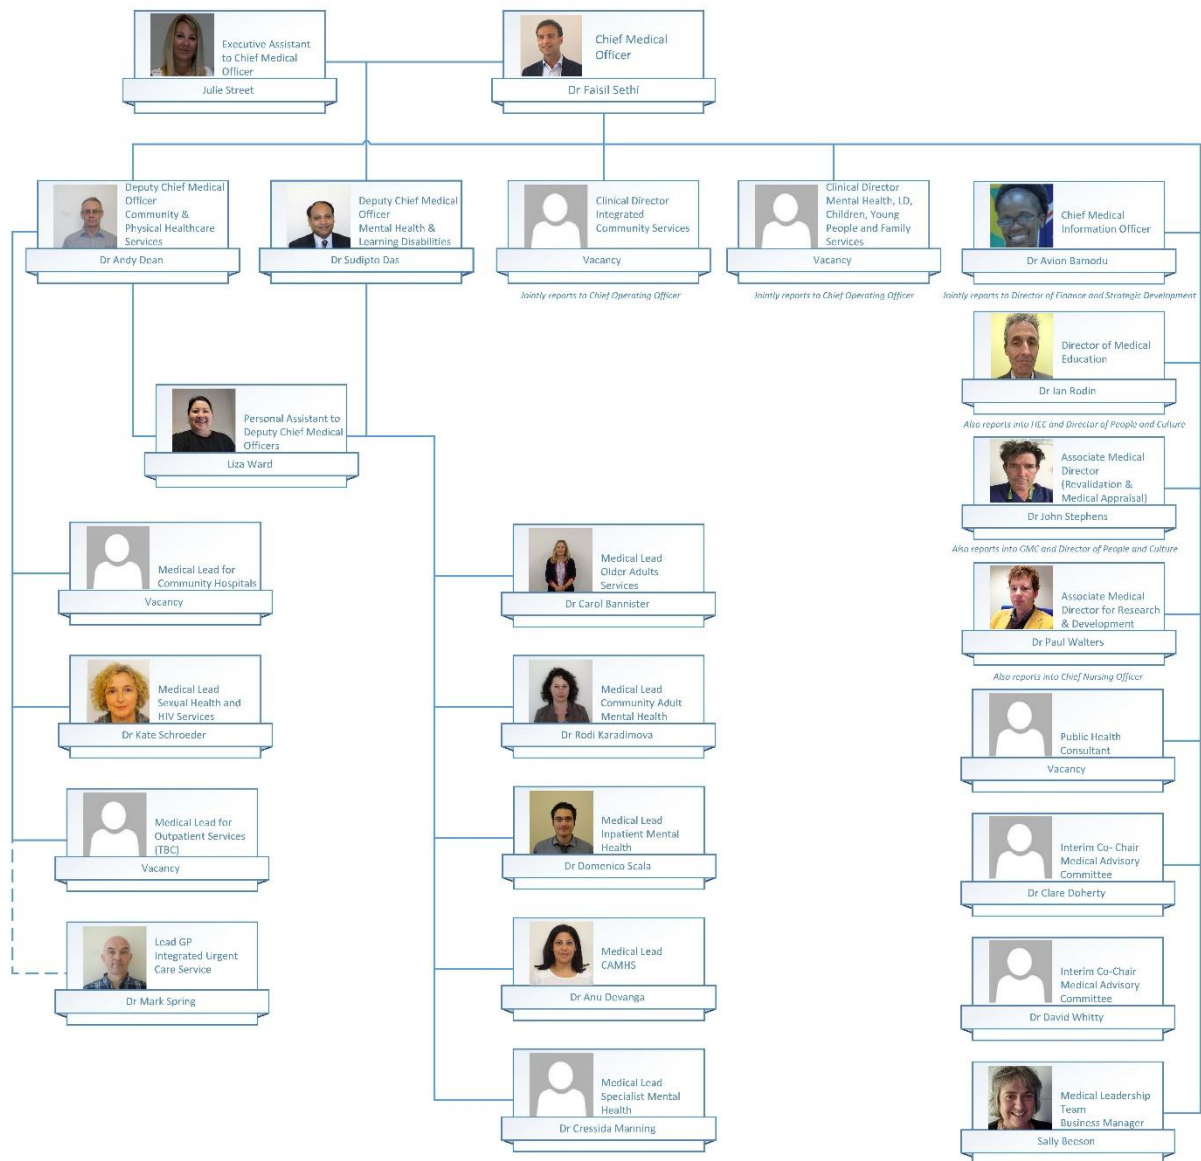 Executive Assistant
to Chief Medical
Officer
Julie Street
Chief Medical
Officer
Dr Faisil Sethi
Deputy Chief Medical
Officer
Community &
Physical Healthcare
Services
Dr Andy Dean
Deputy Chief Medical
Officer
Mental Health &
Learning Disabilities
Dr Sudipto Das
Clinical Director
Integrated
Community Services
Vacancy
Jointly reports to Chief Operating Officer
Clinical Director
Mental Health, LD,
Children, Young
People and Family
Services
Vacancy
Jointly reports to Chief Operating Officer
Chief Medical
Information Officer
Dr Avion Bamodu
Jointly reports to Director of Finance and Strategic Development
Director of Medical
Education
Dr Ian Rodin
Also reports into HEE and Director of People and Culture
Personal Assistant to
Deputy Chief Medical
Officers
Liza Ward
Associate Medical
Director
(Revalidation &
Medical Appraisal)
Dr John Stephens
Also reports into GMC and Director of People and Culture
Medical Lead for
Community Hospitals
Vacancy
Medical Lead
Older Adults
Services
Dr Carol Bannister
Associate Medical
Director for Research
& Development
Dr Paul Walters
Also reports into Chief Nursing Officer
Medical Lead
Sexual Health and
HIV Services
Dr Kate Schroeder
Medical Lead
Community Adult
Mental Health
Dr Rodi Karadimova
Public Health
Consultant
Vacancy
Medical Lead for
Outpatient Services
(TBC)
Vacancy
Medical Lead
Inpatient Mental
Health
Dr Domenico Scala
Interim Co- Chair
Medical Advisory
Committee
Dr Clare Doherty
Lead GP
Integrated Urgent
Care Service
Dr Mark Spring
Medical Lead
CAMHS
Dr Anu Devanga
Interim Co-Chair
Medical Advisory
Committee
Dr David Whitty
Medical Lead
Specialist Mental
Health
Dr Cressida Manning
Medical Leadership
Team
Business Manager
Sally Beeson